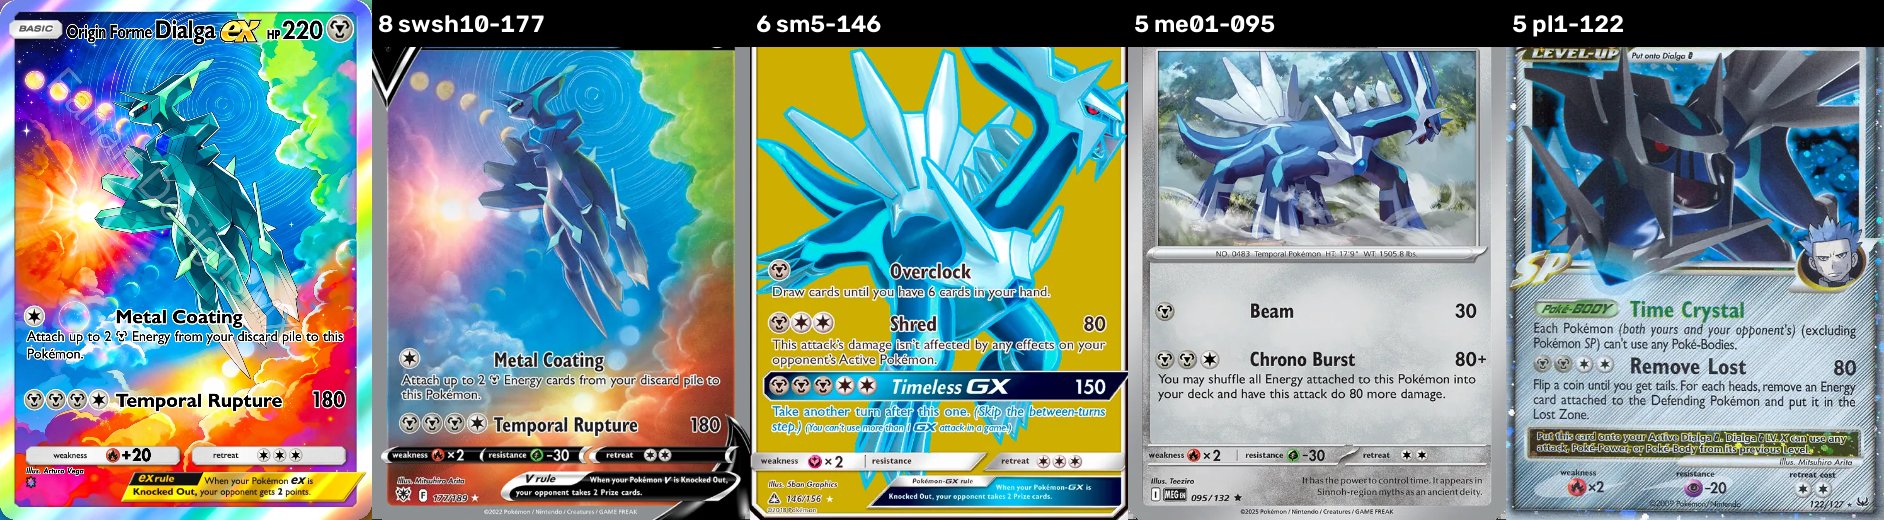 BASIC
Origin Forme Dialga ex HP 220
Metal Coating
Attach up to 2 Energy from your discard pile to this
Pokémon.
Temporal Rupture 180
weakness +20 retreat
Illus. Arturo Vega
ex rule When your Pokémon ex is
Knocked Out, your opponent gets 2 points.
8 swsh10-177
Metal Coating
Attach up to 2 Energy cards from your discard pile to
this Pokémon.
Temporal Rupture 180
weakness ×2 resistance -30 retreat
Illus. Mitsuhiro Arita
F 177/189
V rule When your Pokémon V is Knocked Out,
your opponent takes 2 Prize cards.
©2022 Pokémon / Nintendo / Creatures / GAME FREAK
6 sm5-146
Overclock
Draw cards until you have 6 cards in your hand.
Shred 80
This attack's damage isn't affected by any effects on your
opponent's Active Pokémon.
Timeless GX 150
Take another turn after this one. (Skip the between-turns
step.) (You can't use more than 1 GX attack in a game.)
weakness ×2 resistance retreat
Illus. 5ban Graphics
146/156
©2018 Pokémon
Pokémon-GX rule When your Pokémon-GX is
Knocked Out, your opponent takes 2 Prize cards.
5 me01-095
NO. 0483 Temporal Pokémon HT: 17'9" WT: 1505.8 lbs.
Beam 30
Chrono Burst 80+
You may shuffle all Energy attached to this Pokémon into
your deck and have this attack do 80 more damage.
weakness ×2 resistance -30 retreat
Illus. Teeziro
I MEG EN 095/132
It has the power to control time. It appears in
Sinnoh-region myths as an ancient deity.
©2025 Pokémon / Nintendo / Creatures / GAME FREAK
5 pl1-122
LEVEL-UP Put onto Dialga G
SP
Poké-BODY Time Crystal
Each Pokémon (both yours and your opponent's) (excluding
Pokémon SP) can't use any Poké-Bodies.
Remove Lost 80
Flip a coin until you get tails. For each heads, remove an Energy
card attached to the Defending Pokémon and put it in the
Lost Zone.
Put this card onto your Active Dialga G. Dialga G LV.X can use any
attack, Poké-Power, or Poké-Body from its previous Level.
Illus. Mitsuhiro Arita
weakness resistance retreat cost
×2 -20
©2009 Pokémon/Nintendo 122/127